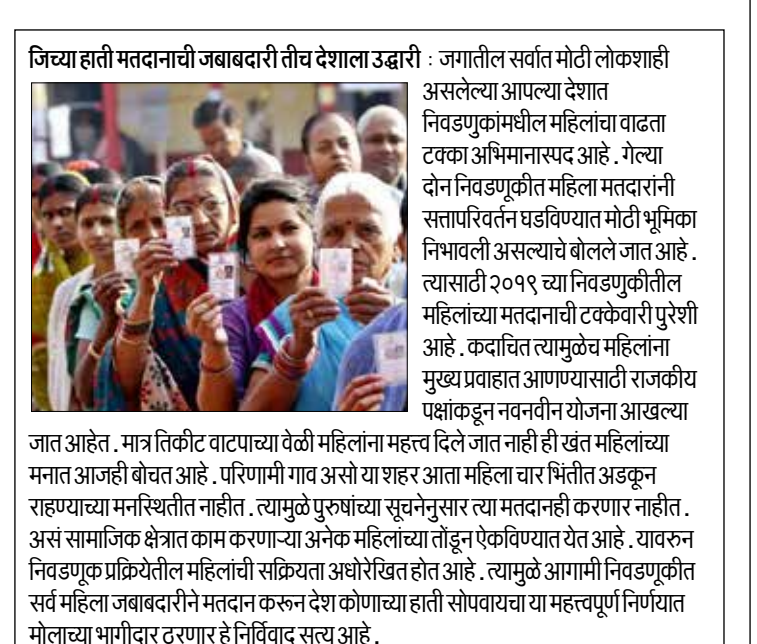 जिच्या हाती मतदानाची जबाबदारी तीच देशाला उद्धारी : जगातील सर्वात मोठी लोकशाही
असलेल्या आपल्या देशात
निवडणुकांमधील महिलांचा वाढता
टक्का अभिमानास्पद आहे . गेल्या
दोन निवडणूकीत महिला मतदारांनी
सत्तापरिवर्तन घडविण्यात मोठी भूमिका
निभावली असल्याचे बोलले जात आहे .
त्यासाठी २०१९ च्या निवडणुकीतील
महिलांच्या मतदानाची टक्केवारी पुरेशी
आहे . कदाचित त्यामुळेच महिलांना
मुख्य प्रवाहात आणण्यासाठी राजकीय
पक्षांकडून नवनवीन योजना आखल्या
जात आहेत . मात्र तिकीट वाटपाच्या वेळी महिलांना महत्त्व दिले जात नाही ही खंत महिलांच्या
मनात आजही बोचत आहे . परिणामी गाव असो या शहर आता महिला चार भिंतीत अडकून
राहण्याच्या मनस्थितीत नाहीत . त्यामुळे पुरुषांच्या सूचनेनुसार त्या मतदानही करणार नाहीत .
असं सामाजिक क्षेत्रात काम करणाऱ्या अनेक महिलांच्या तोंडून ऐकविण्यात येत आहे . यावरुन
निवडणूक प्रक्रियेतील महिलांची सक्रियता अधोरेखित होत आहे . त्यामुळे आगामी निवडणूकीत
सर्व महिला जबाबदारीने मतदान करून देश कोणाच्या हाती सोपवायचा या महत्त्वपूर्ण निर्णयात
मोलाच्या भागीदार ठरणार हे निर्विवाद सत्य आहे .